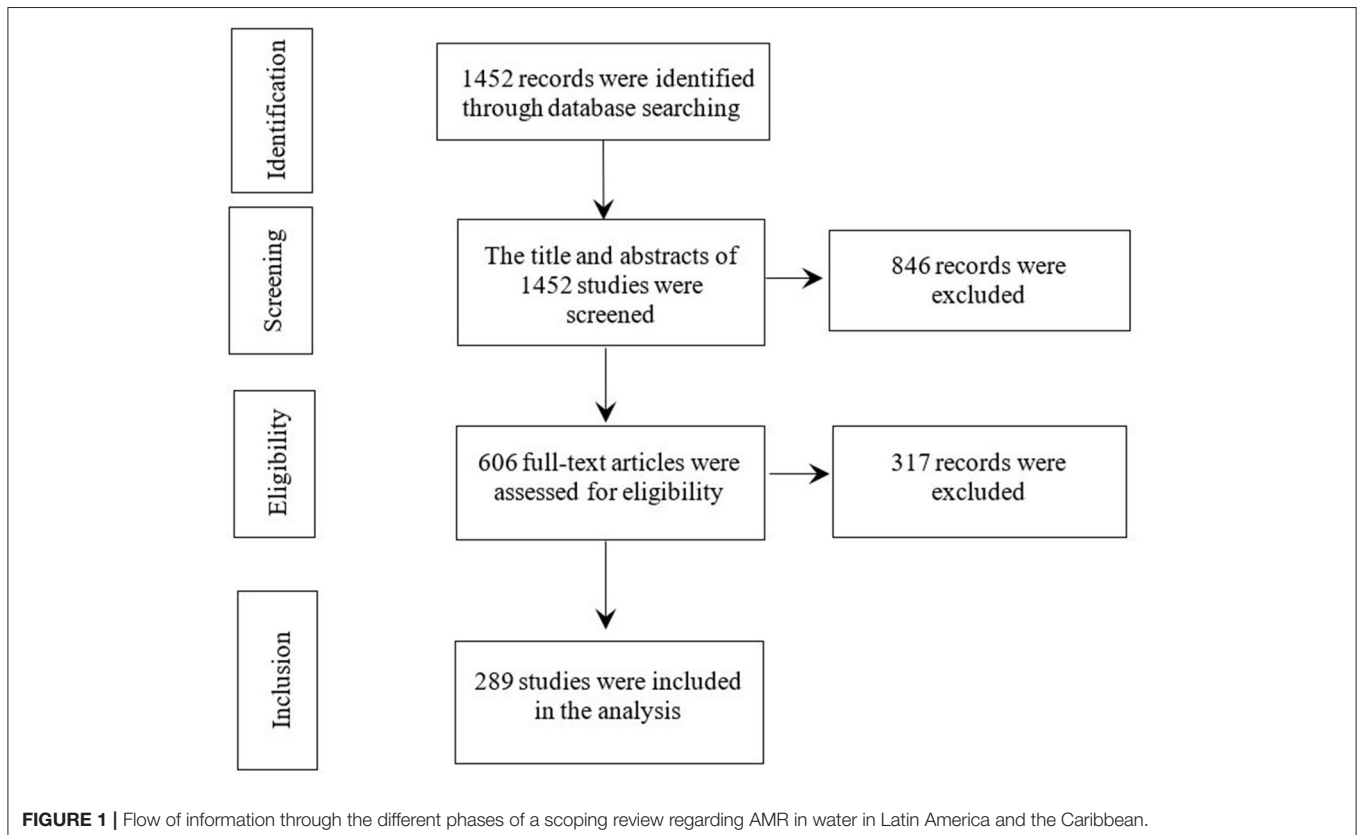 Identification
1452 records were identified
through database searching
Screening
The title and abstracts of
1452 studies were
screened
846 records were
excluded
Eligibility
606 full-text articles were
assessed for eligibility
317 records were
excluded
Inclusion
289 studies were included
in the analysis
FIGURE 1 | Flow of information through the different phases of a scoping review regarding AMR in water in Latin America and the Caribbean.